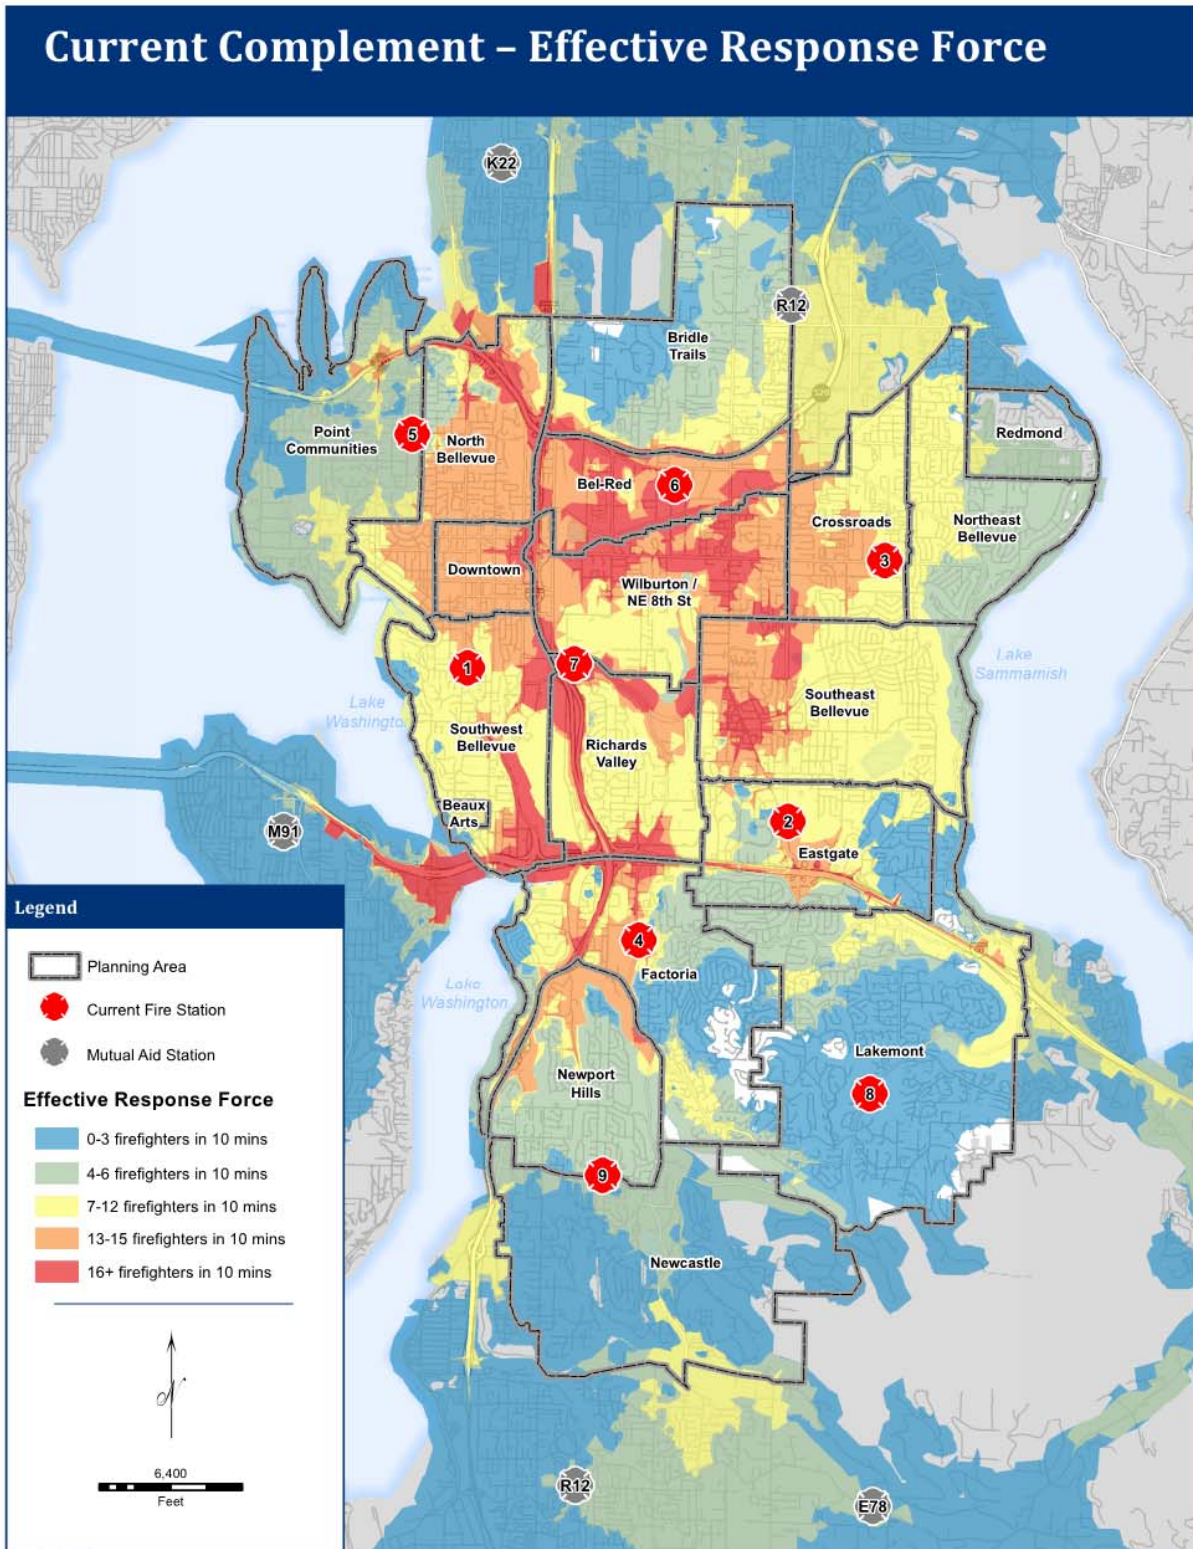 Current Complement – Effective Response Force
K22
R12
Bridle
Trails
Point
Communities
5
North
Bellevue
Redmond
Bel-Red
6
Crossroads
Northeast
Bellevue
3
Downtown
Wilburton /
NE 8th St
1
7
Lake
Sammamish
Southeast
Bellevue
Lake
Washington
Southwest
Bellevue
Richards
Valley
Beaux
Arts
M91
2
Eastgate
4
Factoria
Lake
Washington
Lakemont
Newport
Hills
8
9
Newcastle
R12
E78
Legend
Planning Area
Current Fire Station
Mutual Aid Station
Effective Response Force
0-3 firefighters in 10 mins
4-6 firefighters in 10 mins
7-12 firefighters in 10 mins
13-15 firefighters in 10 mins
16+ firefighters in 10 mins
N
6,400
Feet